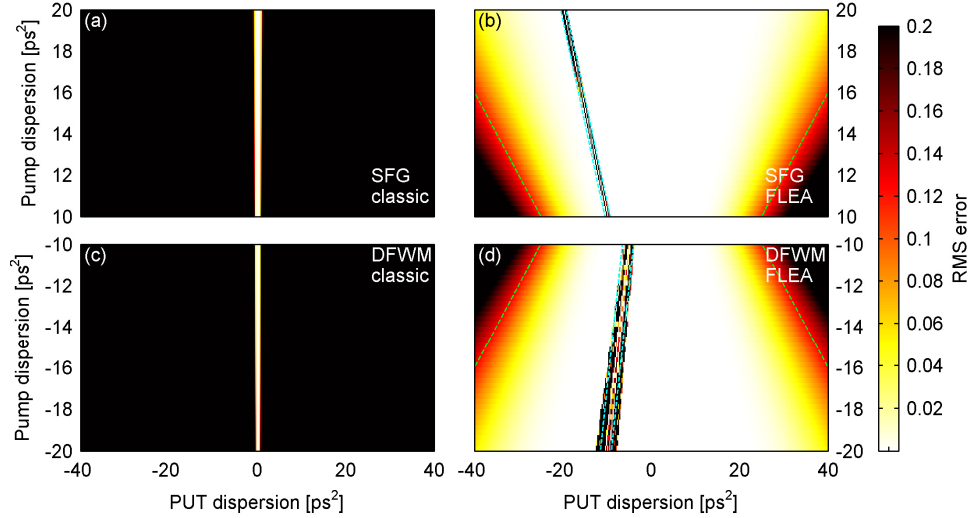 (a)
(b)
Pump dispersion [ps²]
20
18
16
14
12
10
SFG
classic
SFG
FLEA
20
18
16
14
12
10
(c)
(d)
Pump dispersion [ps²]
-10
-12
-14
-16
-18
-20
DFWM
classic
DFWM
FLEA
-10
-12
-14
-16
-18
-20
-40 -20 0 20 40
-40 -20 0 20 40
PUT dispersion [ps²]
PUT dispersion [ps²]
0.2
0.18
0.16
0.14
0.12
0.1
0.08
0.06
0.04
0.02
RMS error